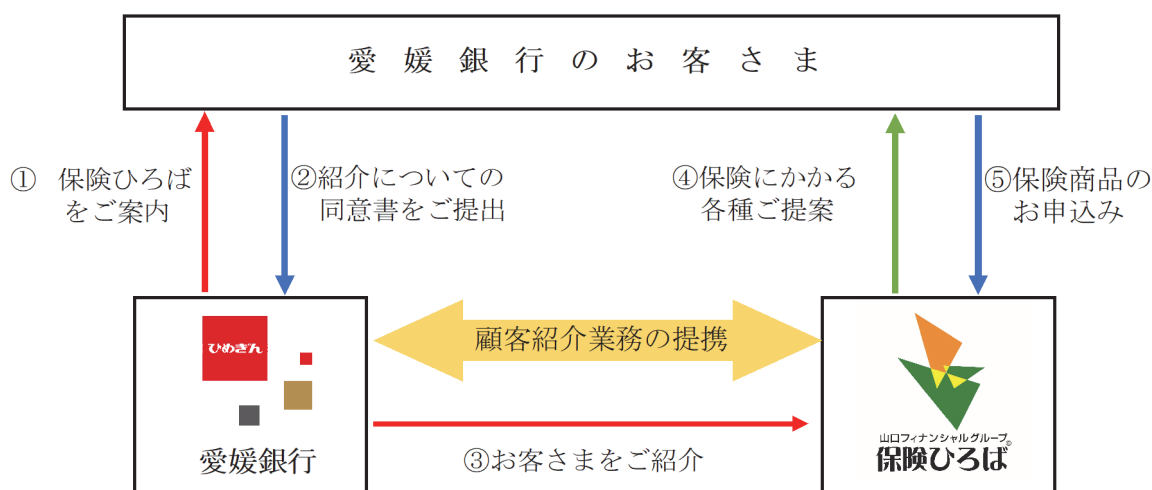 愛媛銀行のお客さま
① 保険ひろば
をご案内
②紹介についての
同意書をご提出
④保険にかかる
各種ご提案
⑤保険商品の
お申込み
ひめぎん
愛媛銀行
顧客紹介業務の提携
③お客さまをご紹介
山口フィナンシャルグループ©
保険ひろば